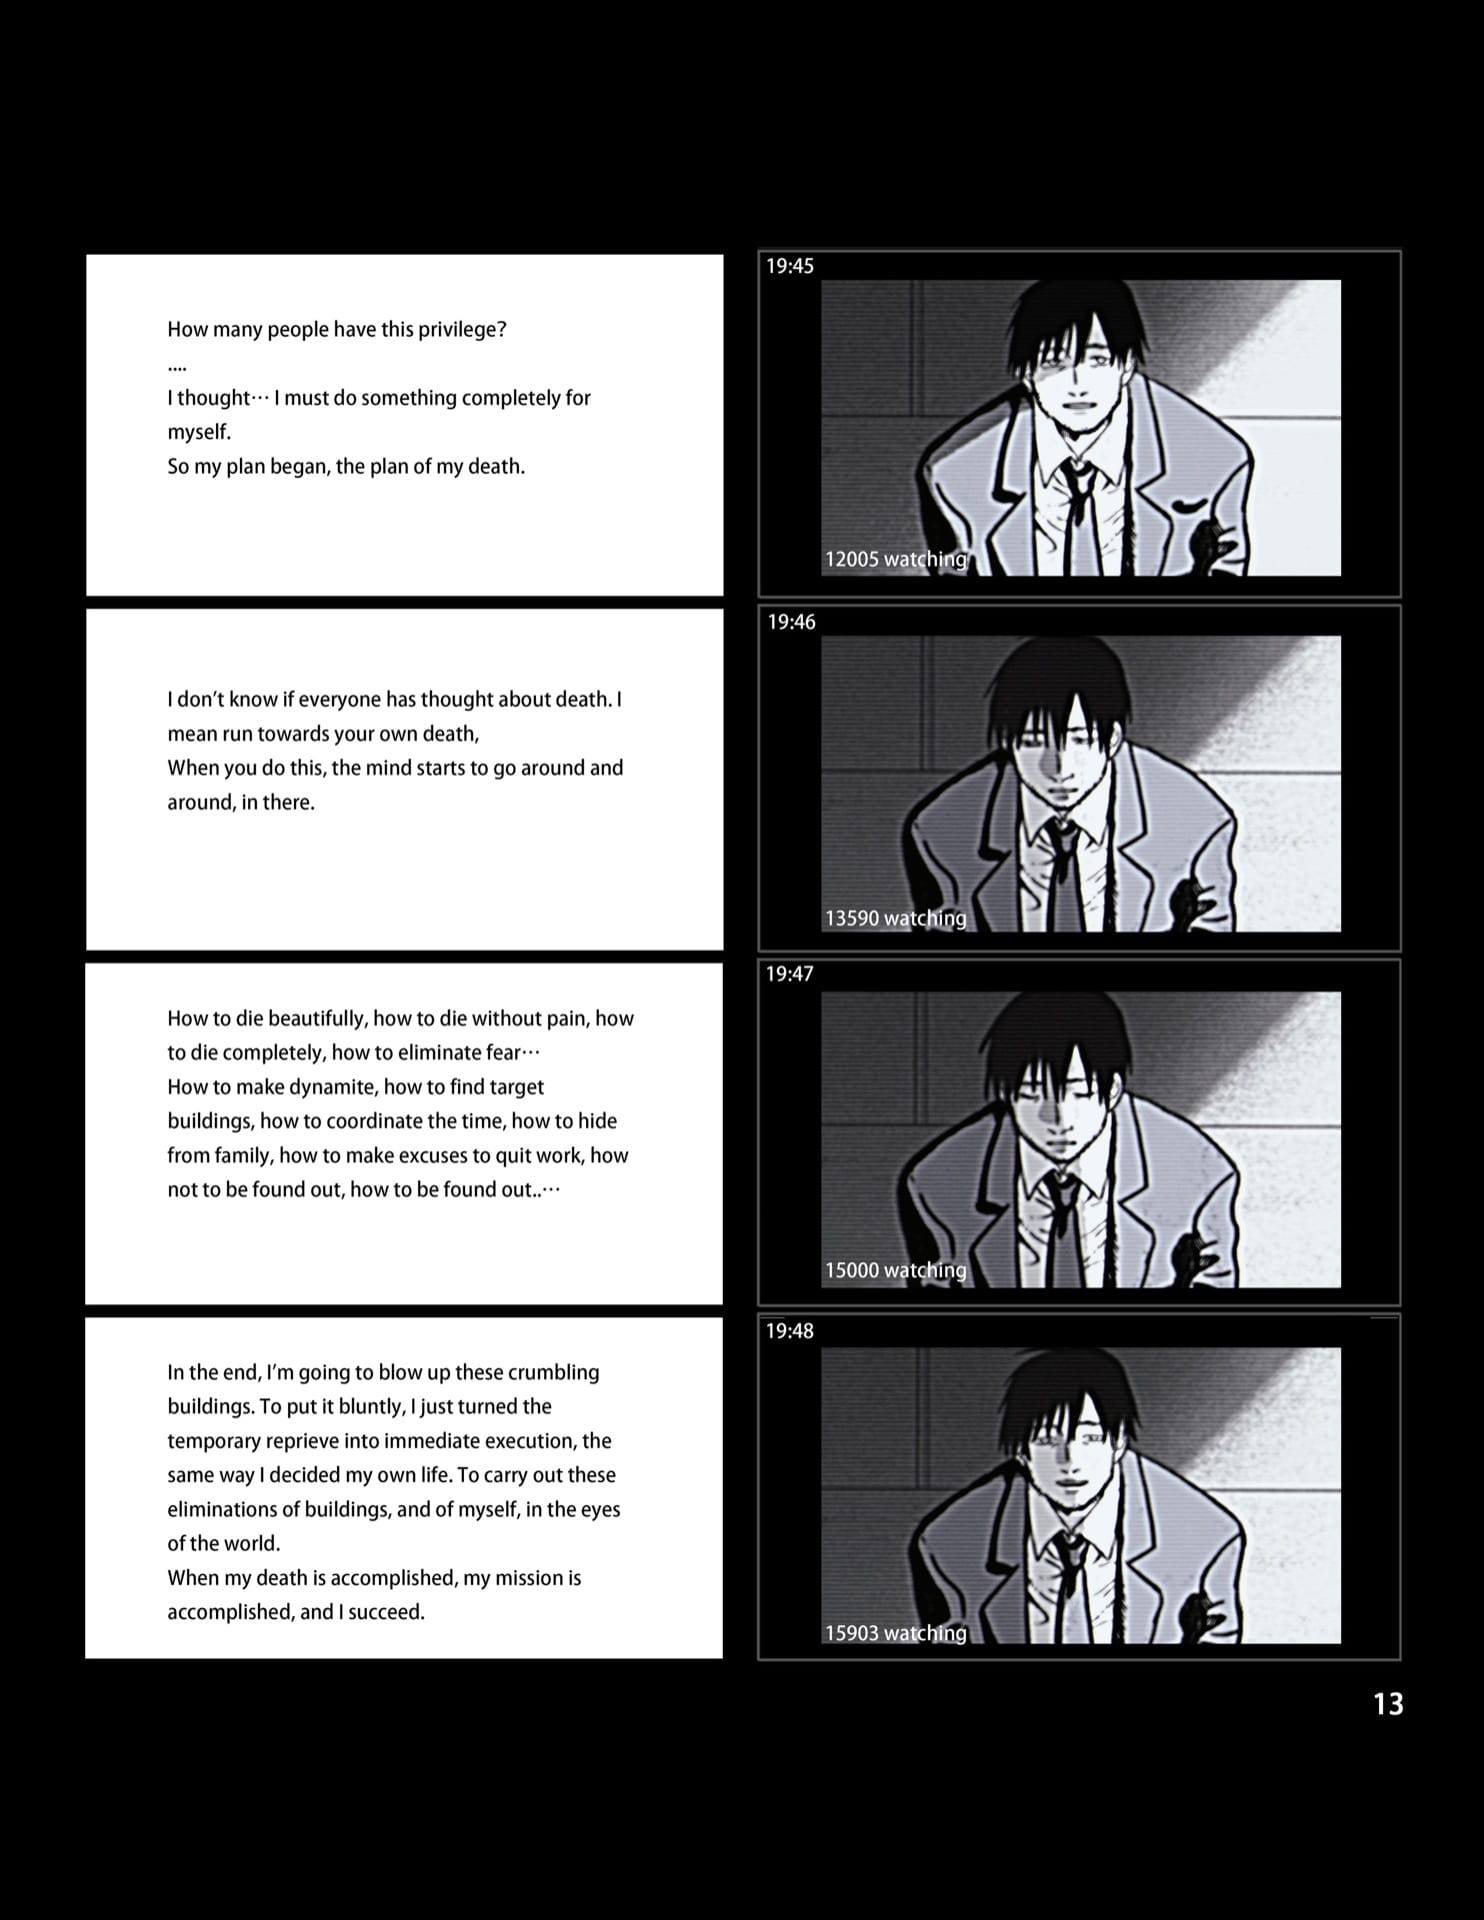 How many people have this privilege?
....
I thought··· I must do something completely for
myself.
So my plan began, the plan of my death.
19:45
12005 watching
I don't know if everyone has thought about death. I
mean run towards your own death,
When you do this, the mind starts to go around and
around, in there.
19:46
13590 watching
How to die beautifully, how to die without pain, how
to die completely, how to eliminate fear···
How to make dynamite, how to find target
buildings, how to coordinate the time, how to hide
from family, how to make excuses to quit work, how
not to be found out, how to be found out..···
19:47
15000 watching
In the end, I'm going to blow up these crumbling
buildings. To put it bluntly, I just turned the
temporary reprieve into immediate execution, the
same way I decided my own life. To carry out these
eliminations of buildings, and of myself, in the eyes
of the world.
When my death is accomplished, my mission is
accomplished, and I succeed.
19:48
15903 watching
13